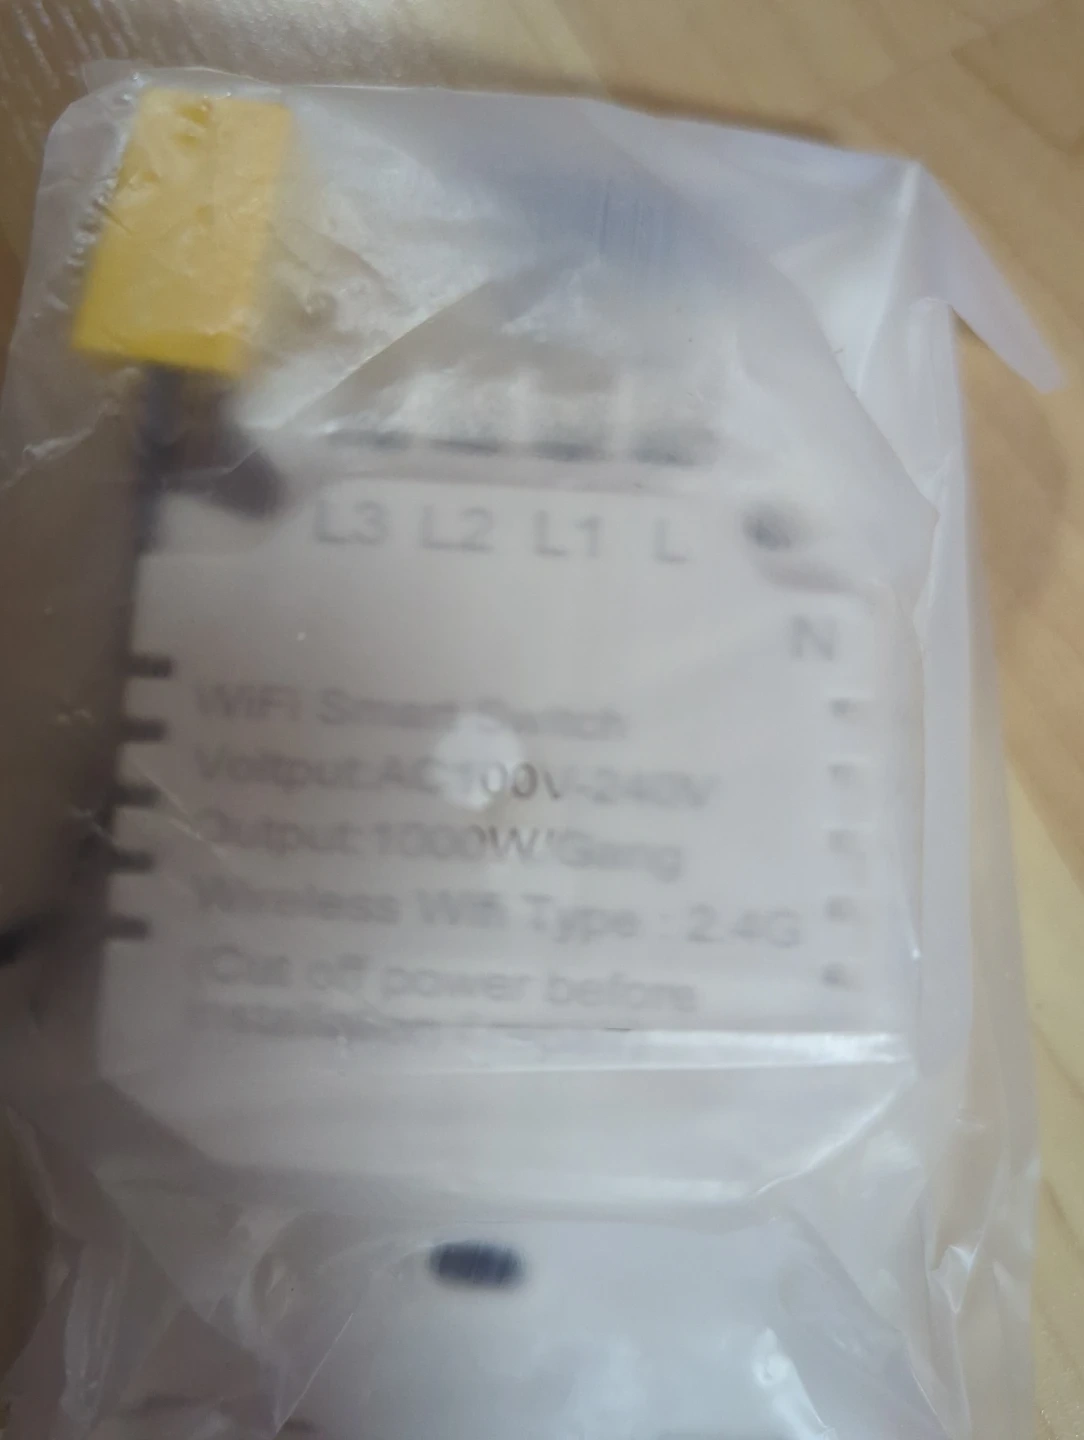 L3 L2 L1 L
N
WiFi Smart Switch
Voltput:AC100V-240V
Output:1000W/Gang
Wireless Wifi Type : 2.4G
(Cut off power before